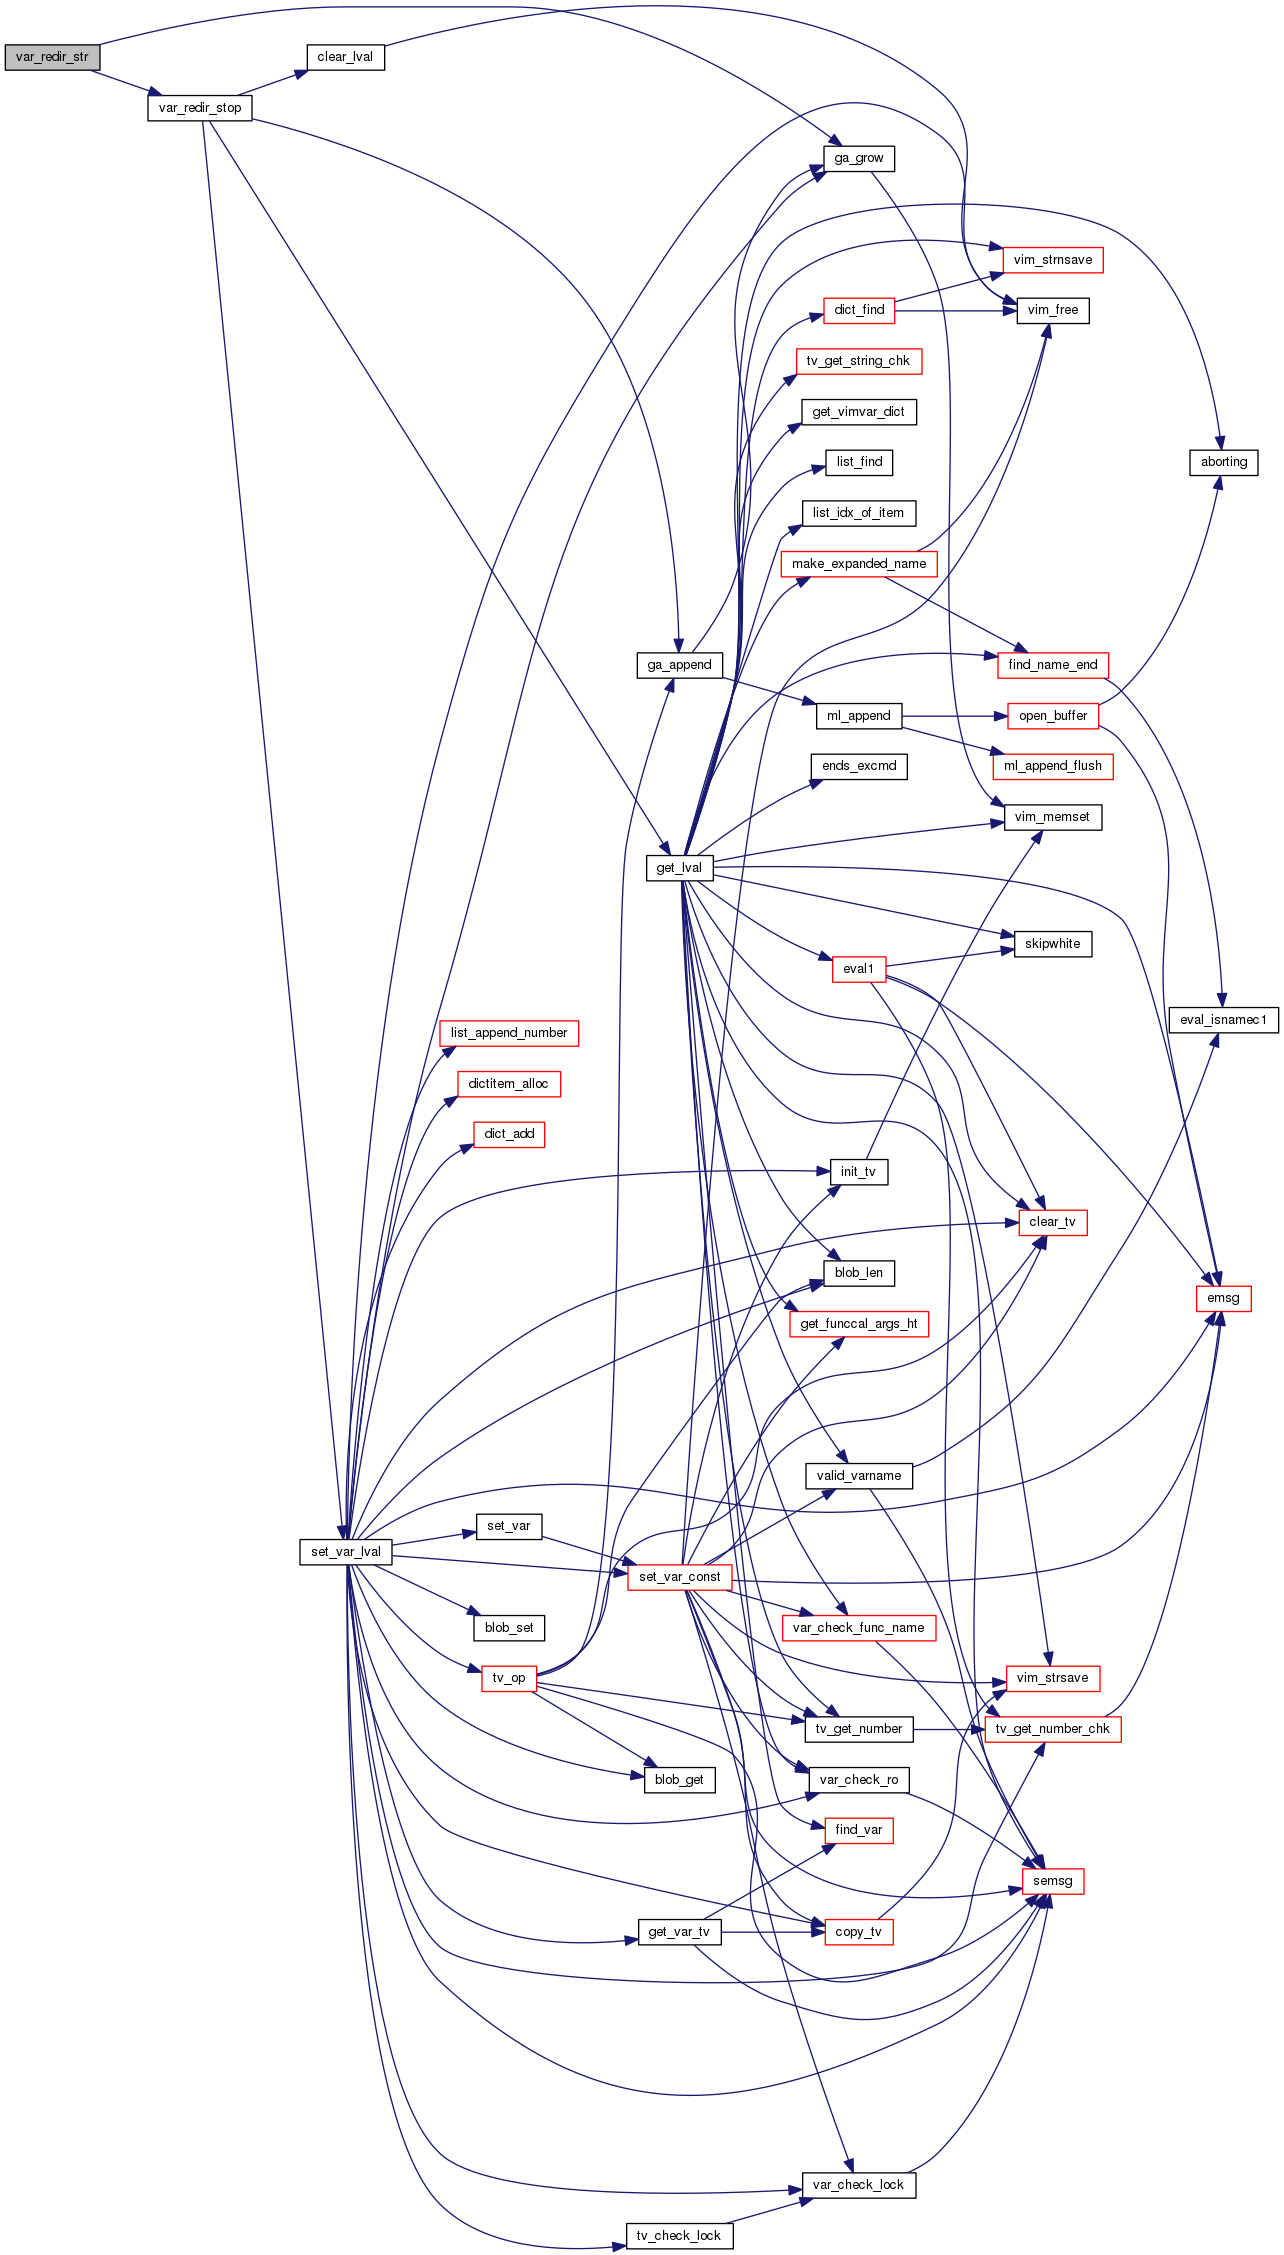 var_redir_str
clear_lval
var_redir_stop
ga_grow
vim_strnsave
dict_find
vim_free
tv_get_string_chk
get_vimvar_dict
list_find
aborting
list_idx_of_item
make_expanded_name
ga_append
find_name_end
ml_append
open_buffer
ends_excmd
ml_append_flush
vim_memset
get_lval
skipwhite
eval1
eval_isnamec1
list_append_number
dictitem_alloc
dict_add
init_tv
clear_tv
blob_len
emsg
get_funccal_args_ht
valid_varname
set_var
set_var_lval
set_var_const
blob_set
var_check_func_name
tv_op
vim_strsave
tv_get_number
tv_get_number_chk
blob_get
var_check_ro
find_var
semsg
get_var_tv
copy_tv
var_check_lock
tv_check_lock